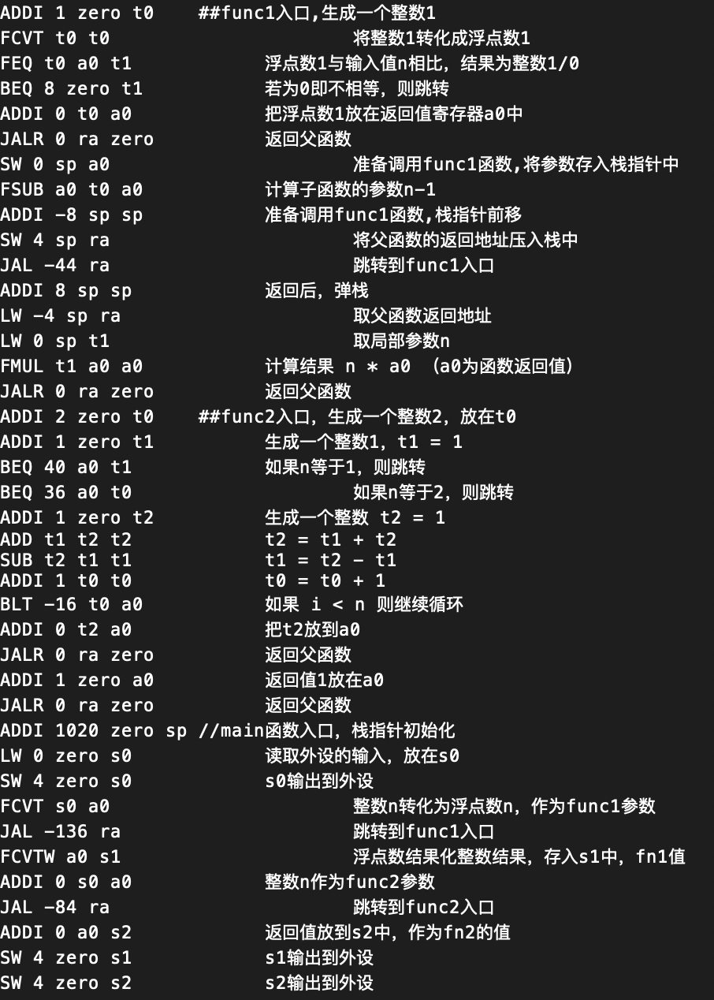 ADDI 1 zero t0    ##func1入口,生成一个整数1
FCVT t0 t0    将整数1转化成浮点数1
FEQ t0 a0 t1    浮点数1与输入值n相比，结果为整数1/0
BEQ 8 zero t1    若为0即不相等，则跳转
ADDI 0 t0 a0    把浮点数1放在返回值寄存器a0中
JALR 0 ra zero    返回父函数
SW 0 sp a0    准备调用func1函数,将参数存入栈指针中
FSUB a0 t0 a0    计算子函数的参数n-1
ADDI -8 sp sp    准备调用func1函数,栈指针前移
SW 4 sp ra    将父函数的返回地址压入栈中
JAL -44 ra    跳转到func1入口
ADDI 8 sp sp    返回后，弹栈
LW -4 sp ra    取父函数返回地址
LW 0 sp t1    取局部参数n
FMUL t1 a0 a0    计算结果 n * a0 （a0为函数返回值）
JALR 0 ra zero    返回父函数
ADDI 2 zero t0    ##func2入口，生成一个整数2，放在t0
ADDI 1 zero t1    生成一个整数1，t1 = 1
BEQ 40 a0 t1    如果n等于1，则跳转
BEQ 36 a0 t0    如果n等于2，则跳转
ADDI 1 zero t2    生成一个整数 t2 = 1
ADD t1 t2 t2    t2 = t1 + t2
SUB t2 t1 t1    t1 = t2 - t1
ADDI 1 t0 t0    t0 = t0 + 1
BLT -16 t0 a0    如果 i < n 则继续循环
ADDI 0 t2 a0    把t2放到a0
JALR 0 ra zero    返回父函数
ADDI 1 zero a0    返回值1放在a0
JALR 0 ra zero    返回父函数
ADDI 1020 zero sp //main函数入口，栈指针初始化
LW 0 zero s0    读取外设的输入，放在s0
SW 4 zero s0    s0输出到外设
FCVT s0 a0    整数n转化为浮点数n，作为func1参数
JAL -136 ra    跳转到func1入口
FCVTW a0 s1    浮点数结果化整数结果，存入s1中，fn1值
ADDI 0 s0 a0    整数n作为func2参数
JAL -84 ra    跳转到func2入口
ADDI 0 a0 s2    返回值放到s2中，作为fn2的值
SW 4 zero s1    s1输出到外设
SW 4 zero s2    s2输出到外设